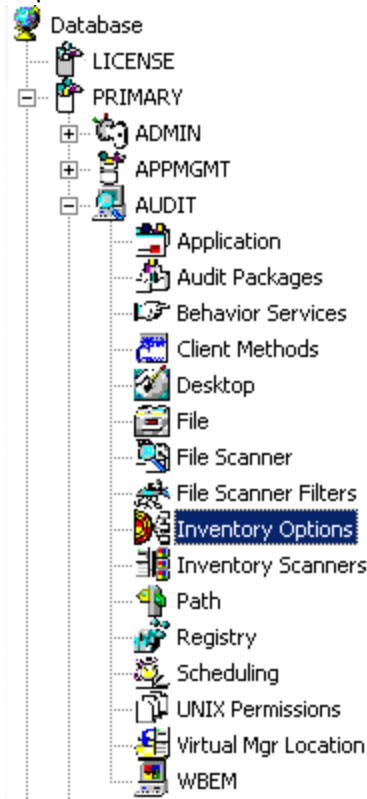 Database
LICENSE
PRIMARY
ADMIN
APPMGMT
AUDIT
Application
Audit Packages
Behavior Services
Client Methods
Desktop
File
File Scanner
File Scanner Filters
Inventory Options
Inventory Scanners
Path
Registry
Scheduling
UNIX Permissions
Virtual Mgr Location
WBEM